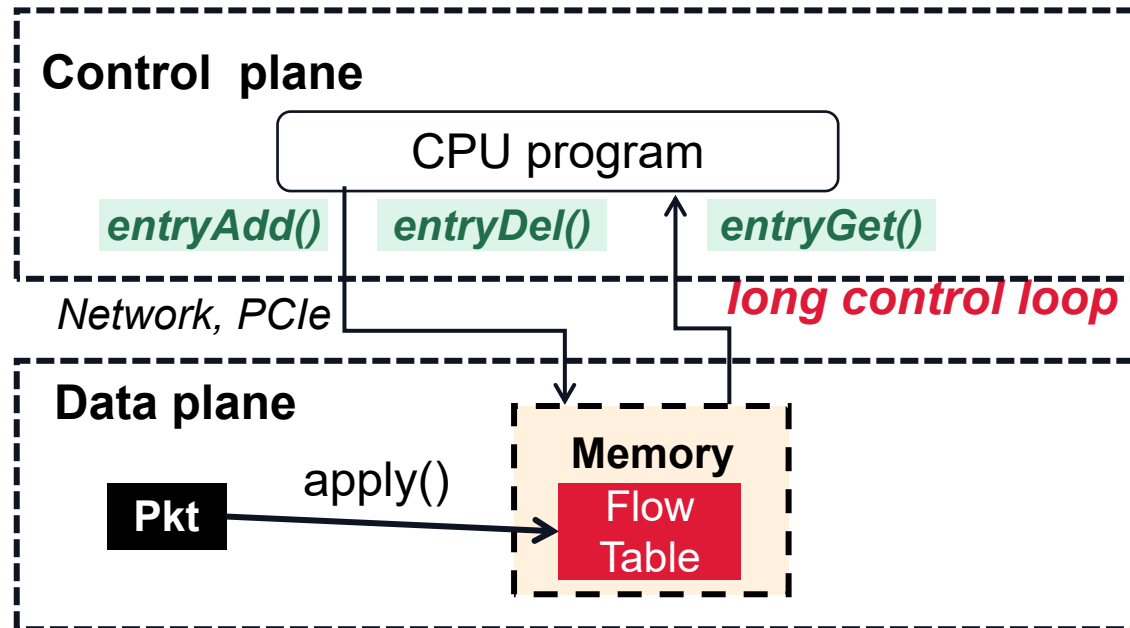 Control plane
CPU program
entryAdd() entryDel() entryGet()
Network, PCIe
long control loop
Data plane
Memory
apply()
Pkt
Flow
Table